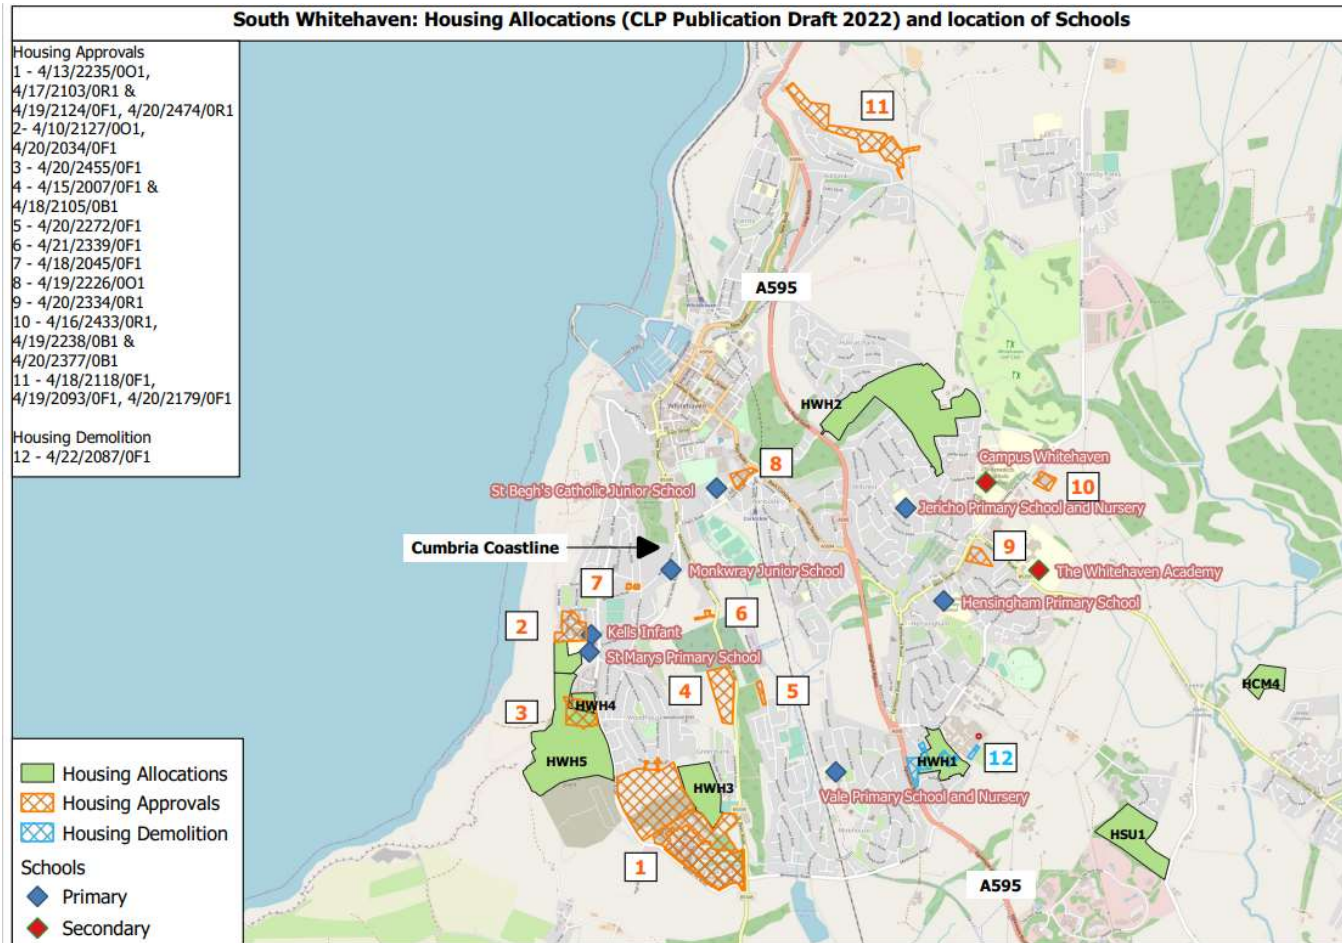 South Whitehaven: Housing Allocations (CLP Publication Draft 2022) and location of Schools
Housing Approvals
1 - 4/13/2235/0O1,
4/17/2103/0R1 &
4/19/2124/0F1, 4/20/2474/0R1
2- 4/10/2127/0O1,
4/20/2034/0F1
3 - 4/20/2455/0F1
4 - 4/15/2007/0F1 &
4/18/2105/0B1
5 - 4/20/2272/0F1
6 - 4/21/2339/0F1
7 - 4/18/2045/0F1
8 - 4/19/2226/0O1
9 - 4/20/2334/0R1
10 - 4/16/2433/0R1,
4/19/2238/0B1 &
4/20/2377/0B1
11 - 4/18/2118/0F1,
4/19/2093/0F1, 4/20/2179/0F1
Housing Demolition
12 - 4/22/2087/0F1
11
A595
HWH2
Campus Whitehaven
8
St Begh's Catholic Junior School
10
Jericho Primary School and Nursery
Cumbria Coastline
9
Monkwray Junior School
The Whitehaven Academy
7
Hensingham Primary School
6
2
Kells Infant
St Marys Primary School
4
5
HCM4
3
HWH4
HWH5
HWH1
12
HWH3
Vale Primary School and Nursery
HSU1
1
A595
Housing Allocations
Housing Approvals
Housing Demolition
Schools
Primary
Secondary